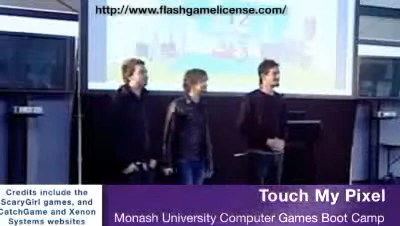 http://www.flashgamelicense.com/
Credits include the
ScaryGirl games, and
CatchGame and Xenon
Systems websites
Touch My Pixel
Monash University Computer Games Boot Camp